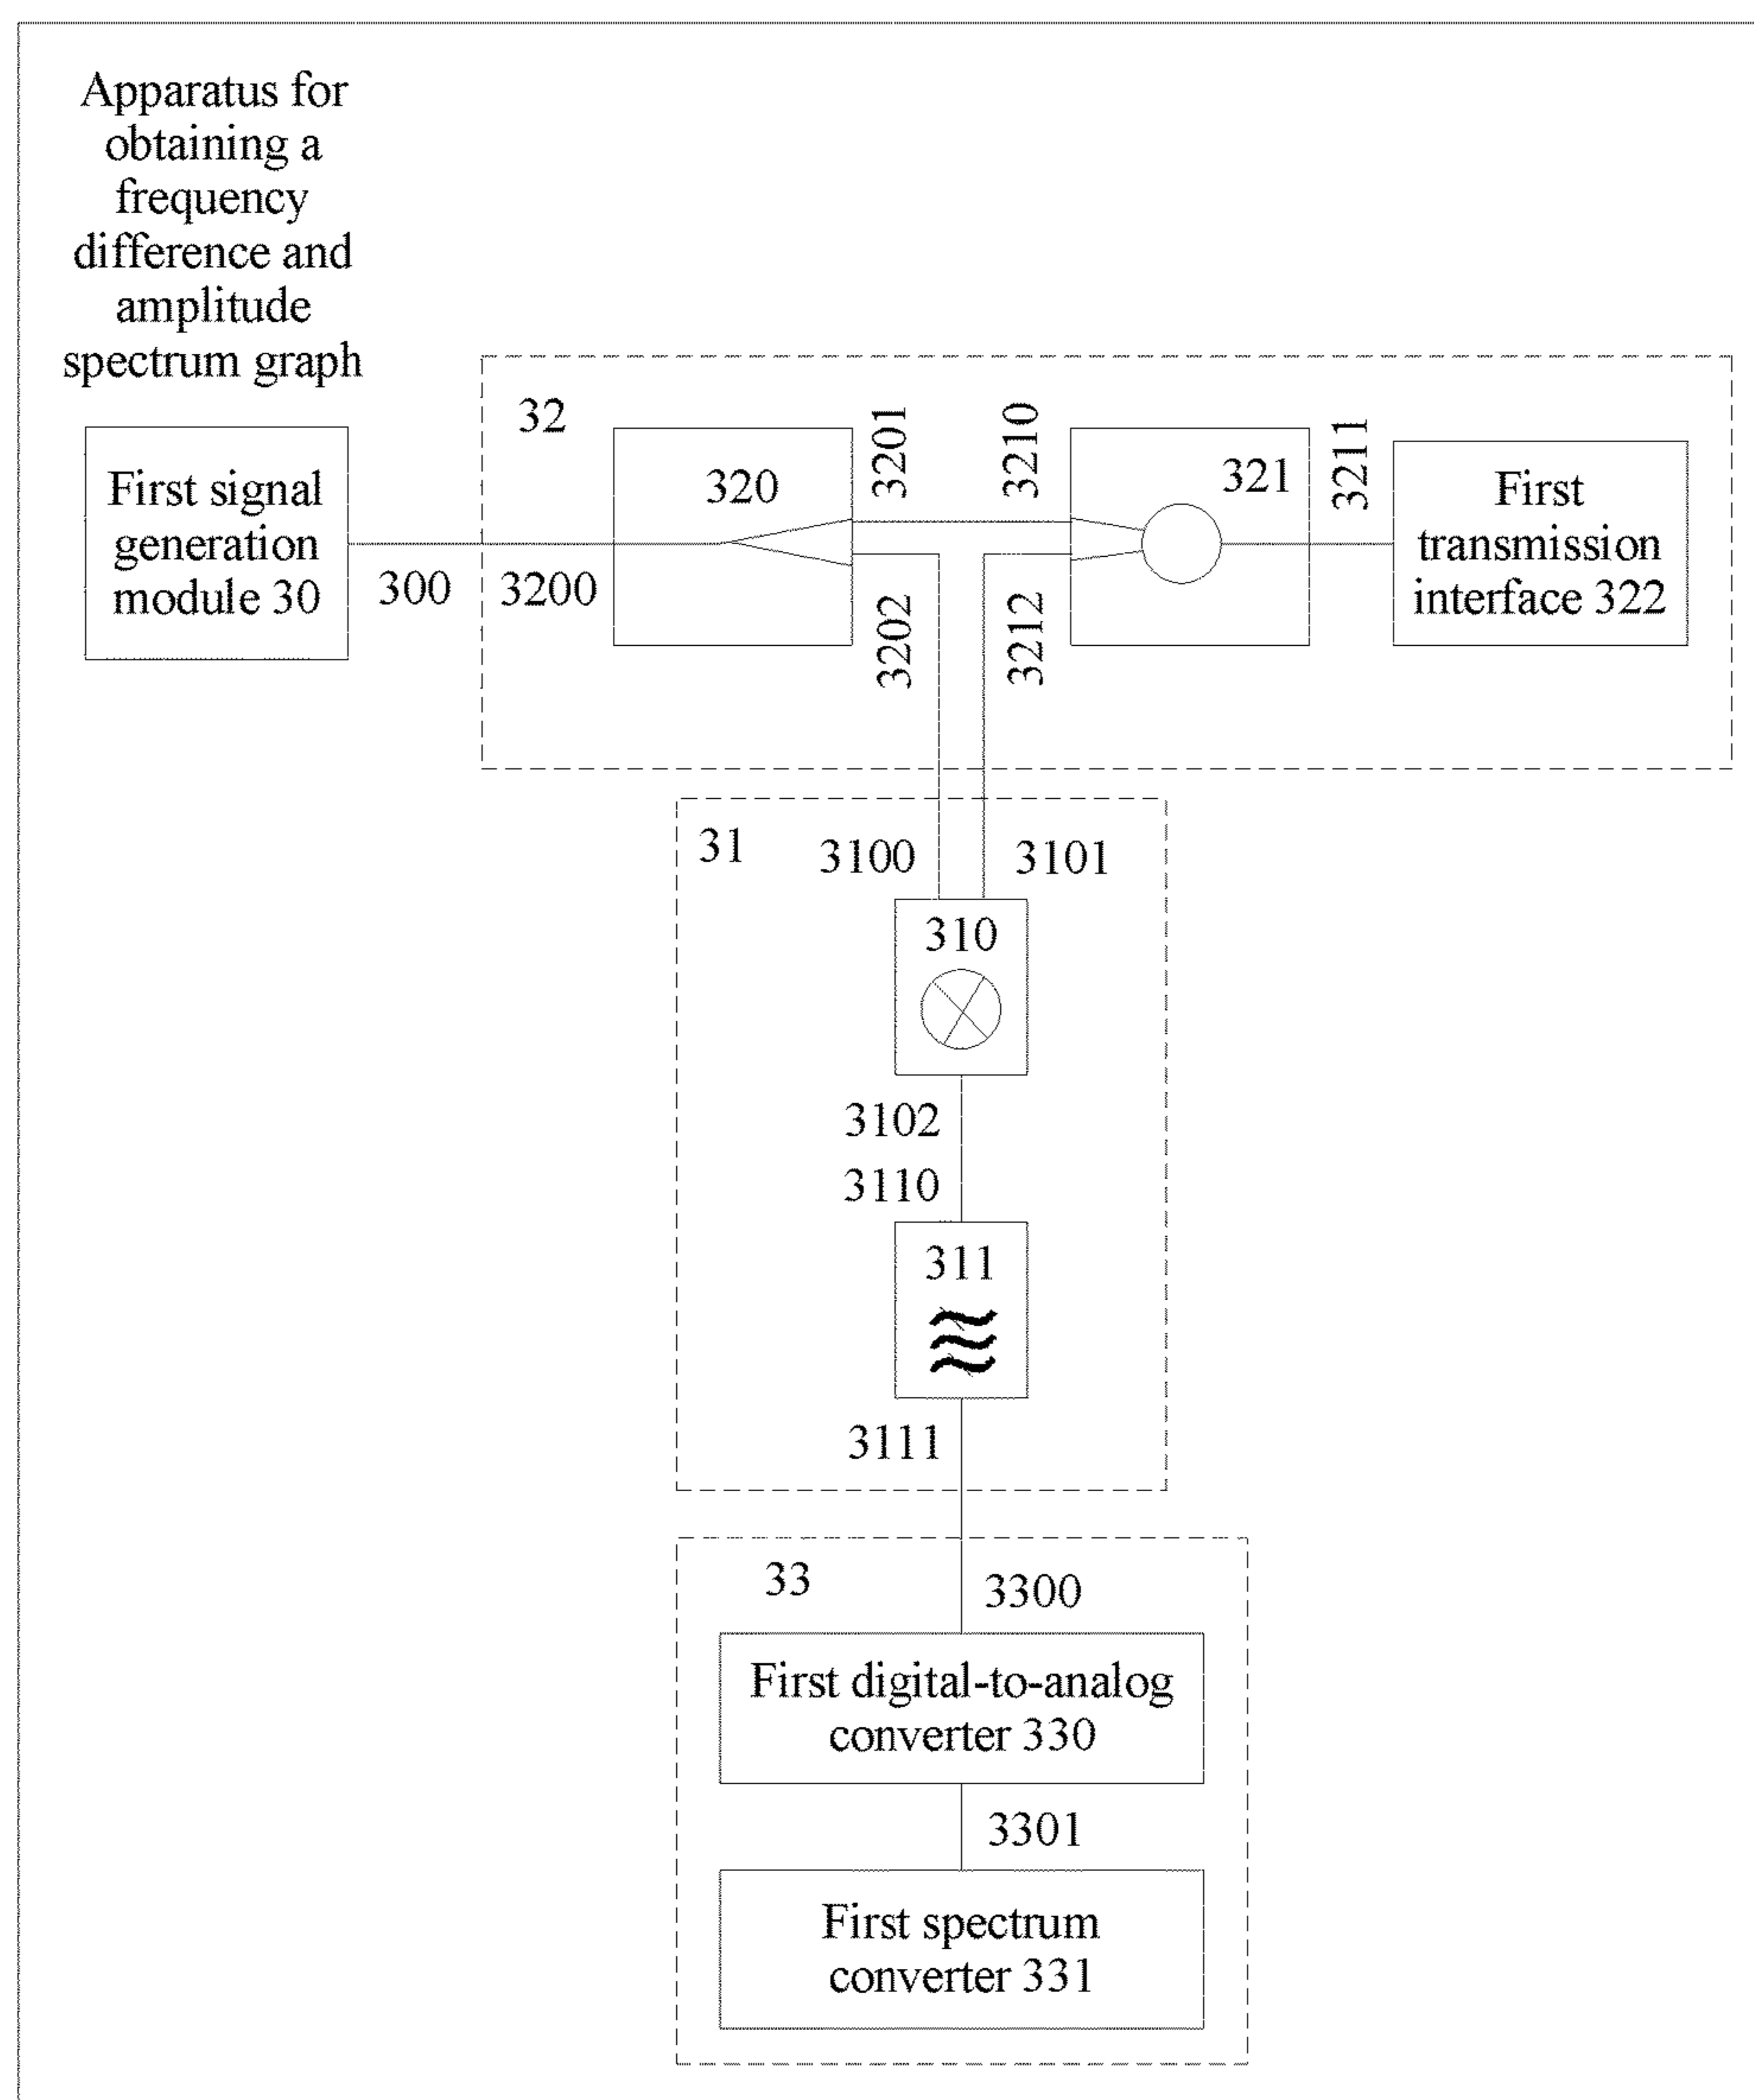 Apparatus for
obtaining a
frequency
difference and
amplitude
spectrum graph
First signal
generation
module 30
300
32
3200
320
3201
3202
3210
3212
321
3211
First
transmission
interface 322
31
3100
3101
310
3102
3110
311
3111
33
3300
First digital-to-analog
converter 330
3301
First spectrum
converter 331